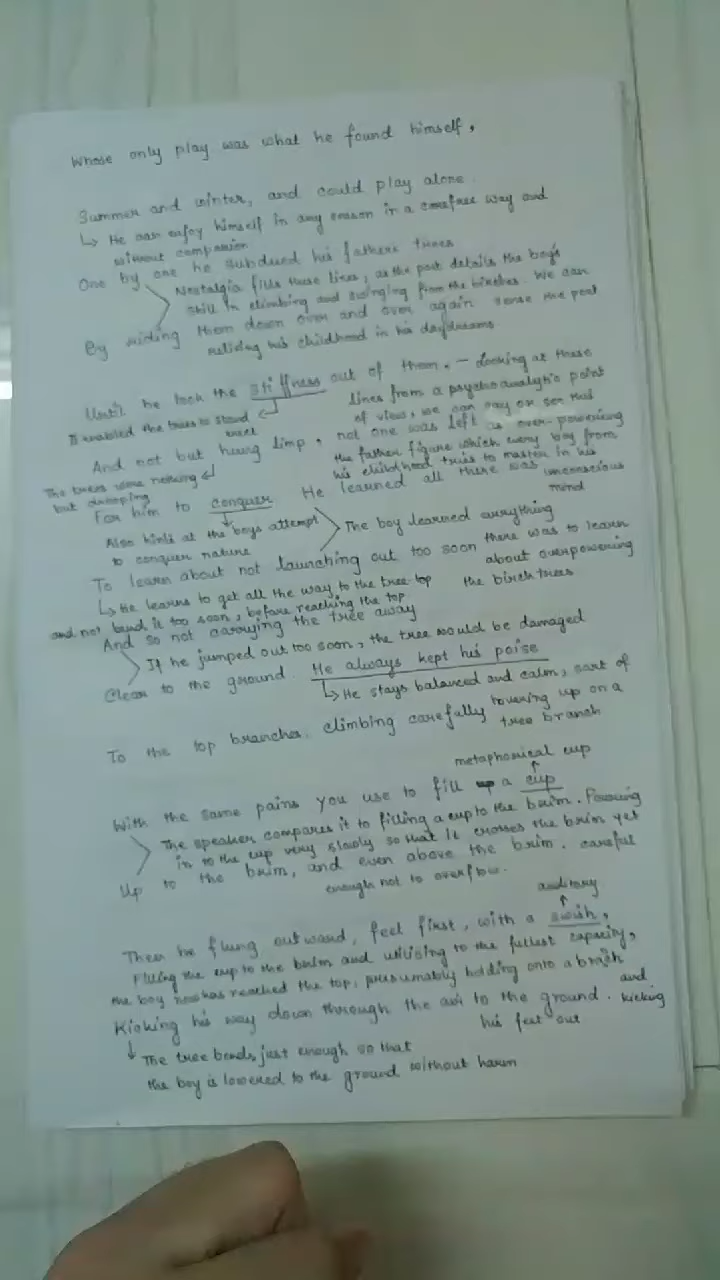 Whose only play was what he found himself,
Summer and winter, and could play alone.
↳ He can enjoy himself in any season in a carefree way and
without companion
One by one he subdued his father's trees
Nostalgia fills these lines, as the poet details the boy's
skill in climbing and swinging from the birches. We can
By riding them down over and over again sense the poet
reliving his childhood in his daydreams.
Until he took the stiffness out of them. - Looking at these
It enabled the trees to stand
erect
lines from a psychoanalytic point
of view, we can say or see that
And not but hung limp, not one was left as over-powering
The trees were nothing
but drooping
the father figure which every boy from
his childhood tries to master in his
unconscious
mind
For him to conquer He learned all there was
Also hints at the boys attempt
to conquer nature
The boy learned everything
there was to learn
about overpowering
the birch trees
To learn about not launching out too soon
↳ He learns to get all the way to the tree-top
and not bend it too soon, before reaching the top
And so not carrying the tree away
If he jumped out too soon, the tree would be damaged
Clear to the ground. He always kept his poise
↳ He stays balanced and calm, sort of
hovering up on a
tree branch
To the top branches, climbing carefully
metaphorical cup
With the same pains you use to fill a cup
The speaker compares it to filling a cup to the brim. Pouring
in to the cup very slowly so that it crosses the brim yet
Up to the brim, and even above the brim. careful
enough not to overflow.
auditory
Then he flung outward, feet first, with a swish,
Filling the cup to the brim and utilising to the fullest capacity,
the boy now has reached the top, presumably holding onto a brach
and
kicking
his feet out
Kicking his way down through the air to the ground.
↓ The tree bends just enough so that
the boy is lowered to the ground without harm